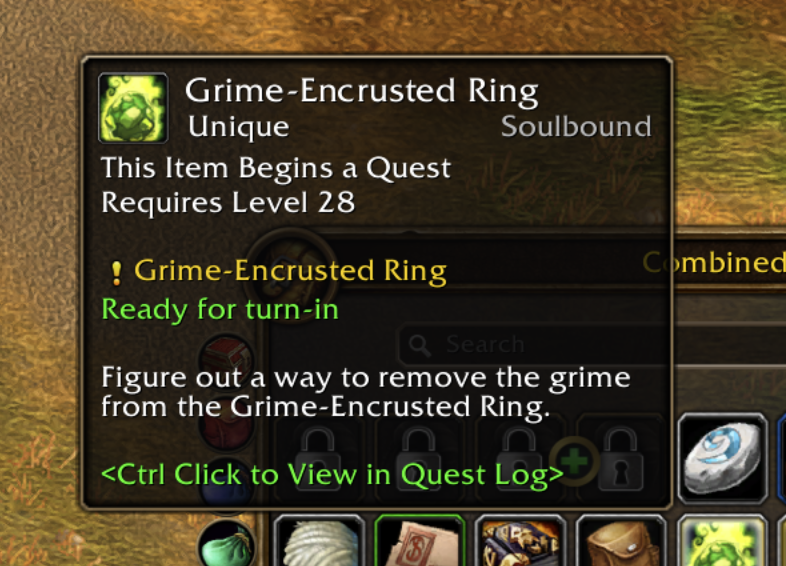 Grime-Encrusted Ring
Unique Soulbound
This Item Begins a Quest
Requires Level 28
! Grime-Encrusted Ring
Ready for turn-in
Figure out a way to remove the grime
from the Grime-Encrusted Ring.
<Ctrl Click to View in Quest Log>
Combined
Search